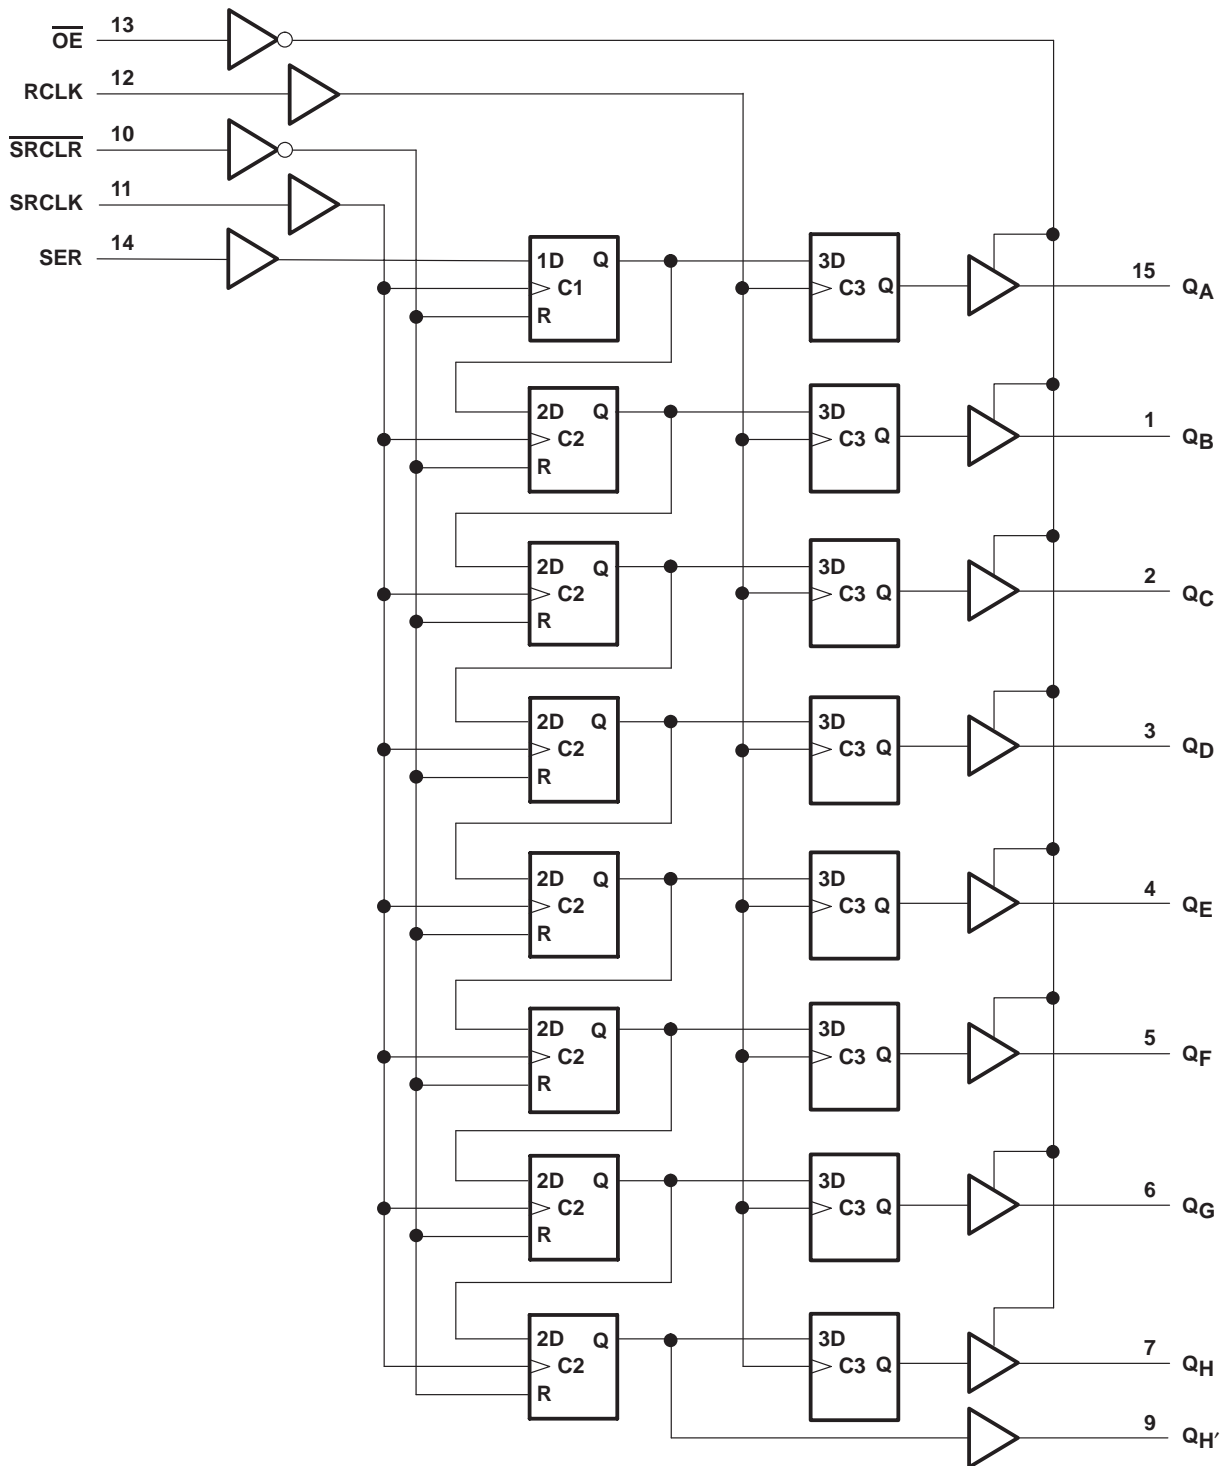 OE 13
RCLK 12
SRCLR 10
SRCLK 11
SER 14
1D Q 3D
C1 C3 Q 15 QA
R
2D Q 3D
C2 C3 Q 1 QB
R
2D Q 3D
C2 C3 Q 2 QC
R
2D Q 3D
C2 C3 Q 3 QD
R
2D Q 3D
C2 C3 Q 4 QE
R
2D Q 3D
C2 C3 Q 5 QF
R
2D Q 3D
C2 C3 Q 6 QG
R
2D Q 3D
C2 C3 Q 7 QH
R
9 QH′